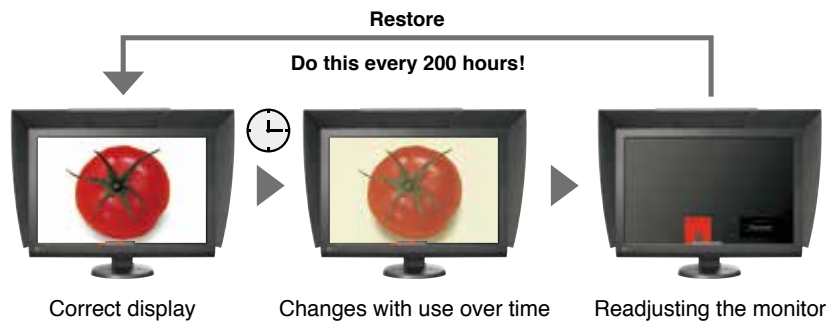 Restore
Do this every 200 hours!
Correct display
Changes with use over time
Readjusting the monitor